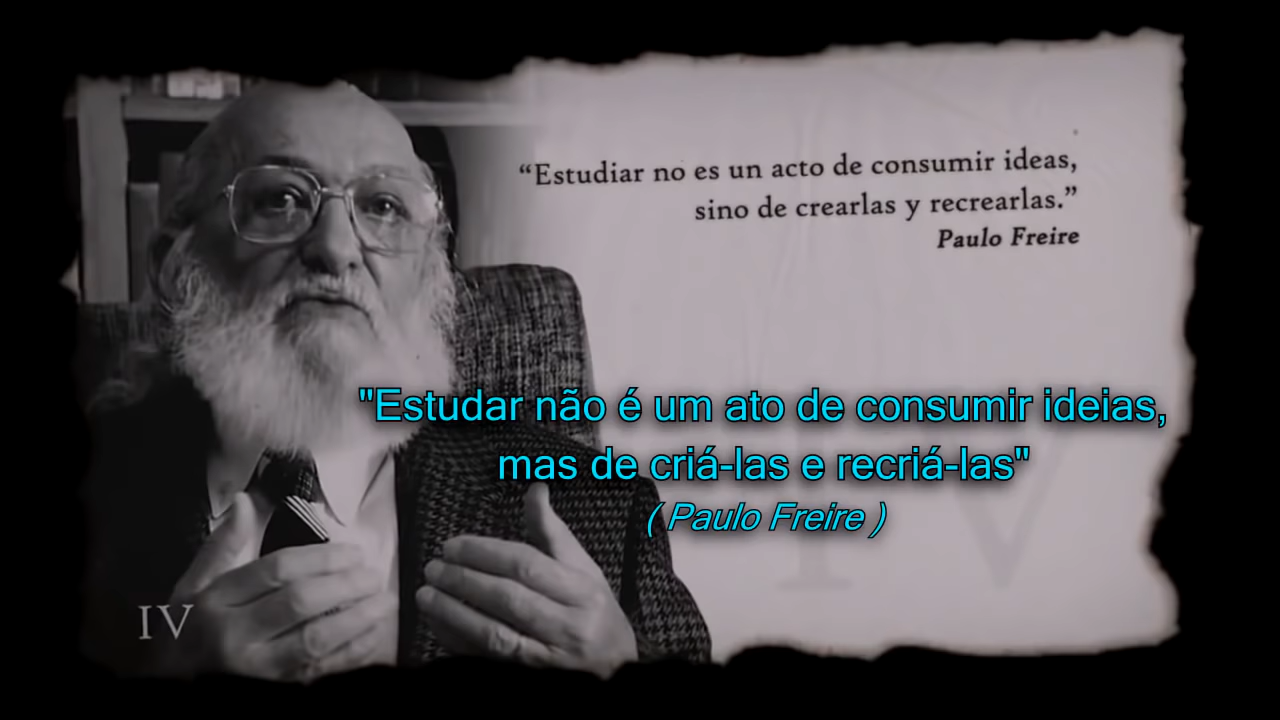 “Estudiar no es un acto de consumir ideas,
sino de crearlas y recrearlas.”
Paulo Freire
"Estudar não é um ato de consumir ideias,
mas de criá-las e recriá-las"
( Paulo Freire )
IV
IV